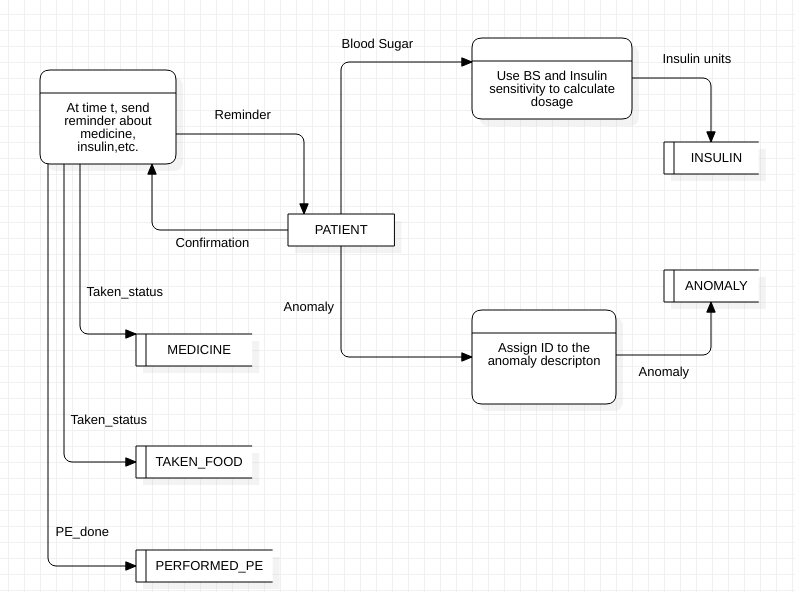 Blood Sugar
Use BS and Insulin
sensitivity to calculate
dosage
Insulin units
At time t, send
reminder about
medicine,
insulin,etc.
Reminder
INSULIN
PATIENT
Confirmation
Taken_status
Anomaly
ANOMALY
MEDICINE
Assign ID to the
anomaly descripton
Anomaly
Taken_status
TAKEN_FOOD
PE_done
PERFORMED_PE